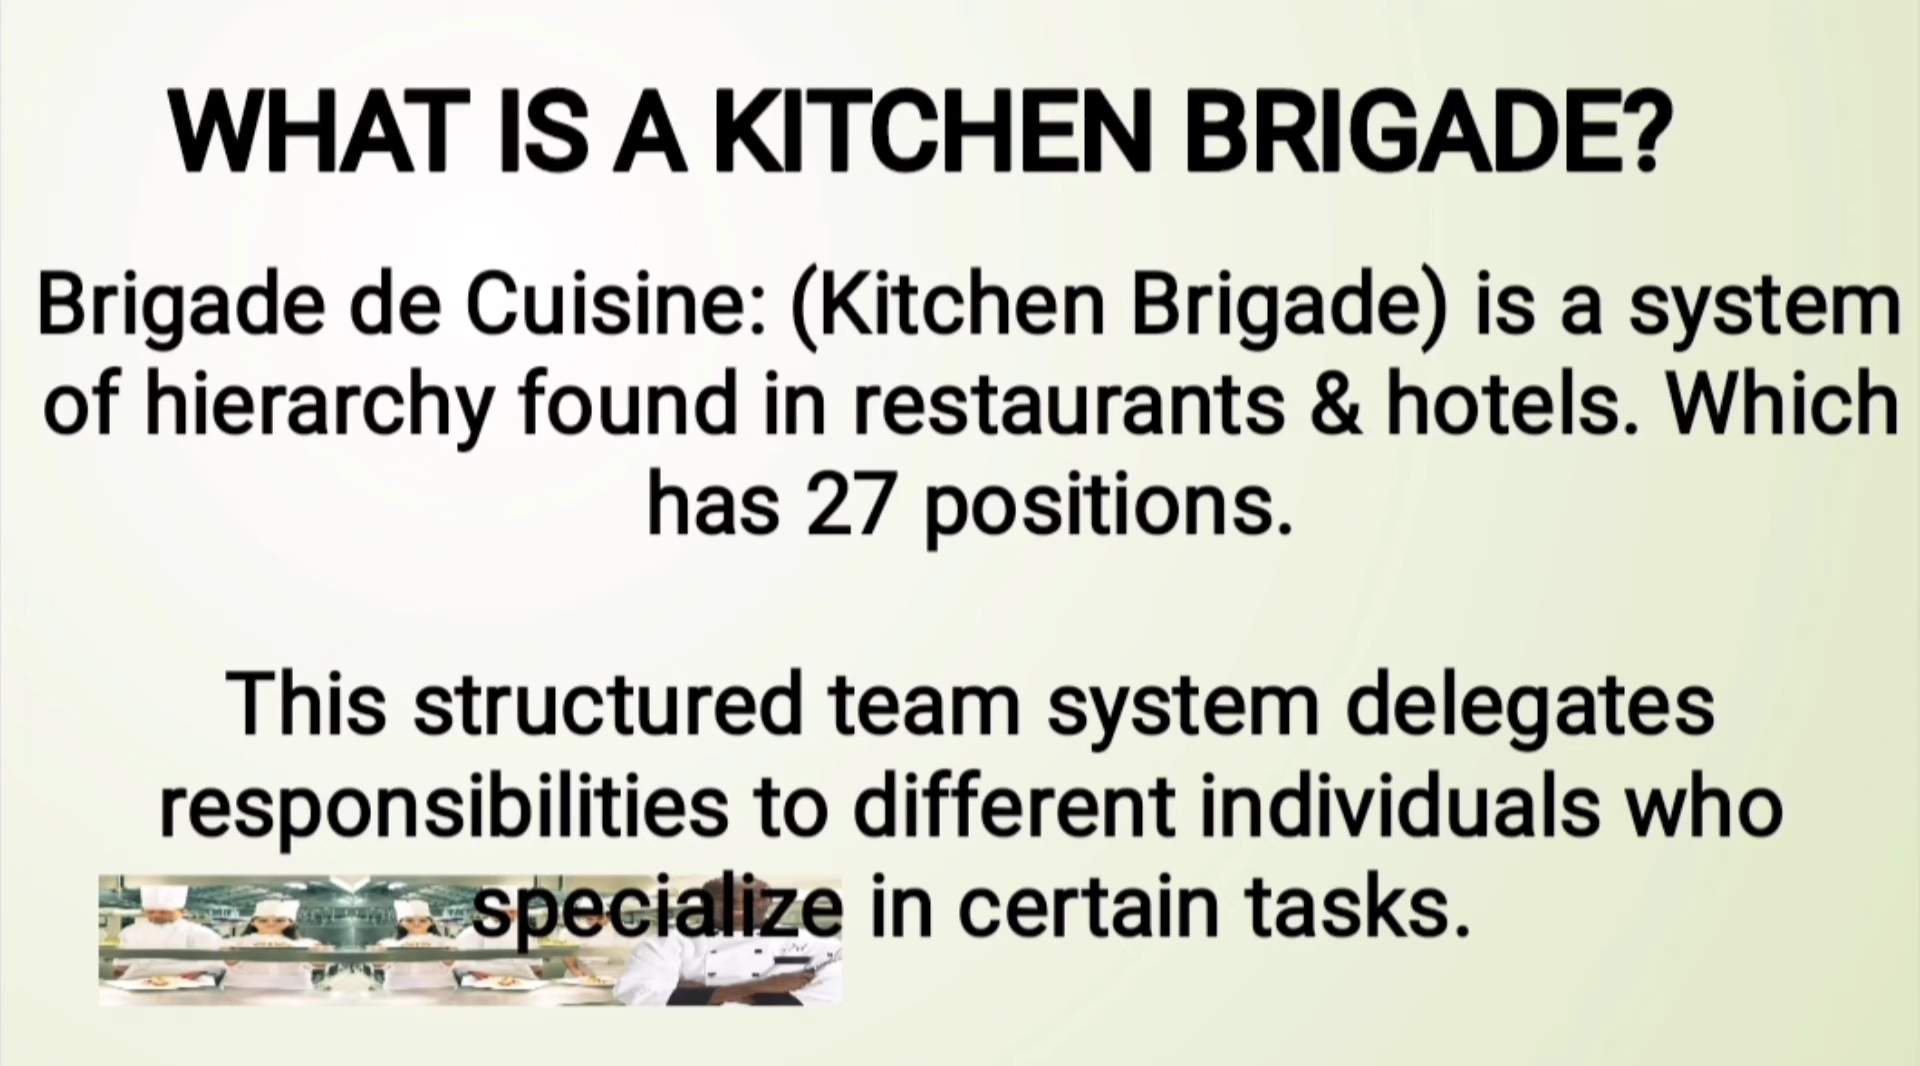 WHAT IS A KITCHEN BRIGADE?
Brigade de Cuisine: (Kitchen Brigade) is a system
of hierarchy found in restaurants & hotels. Which
has 27 positions.
This structured team system delegates
responsibilities to different individuals who
specialize in certain tasks.